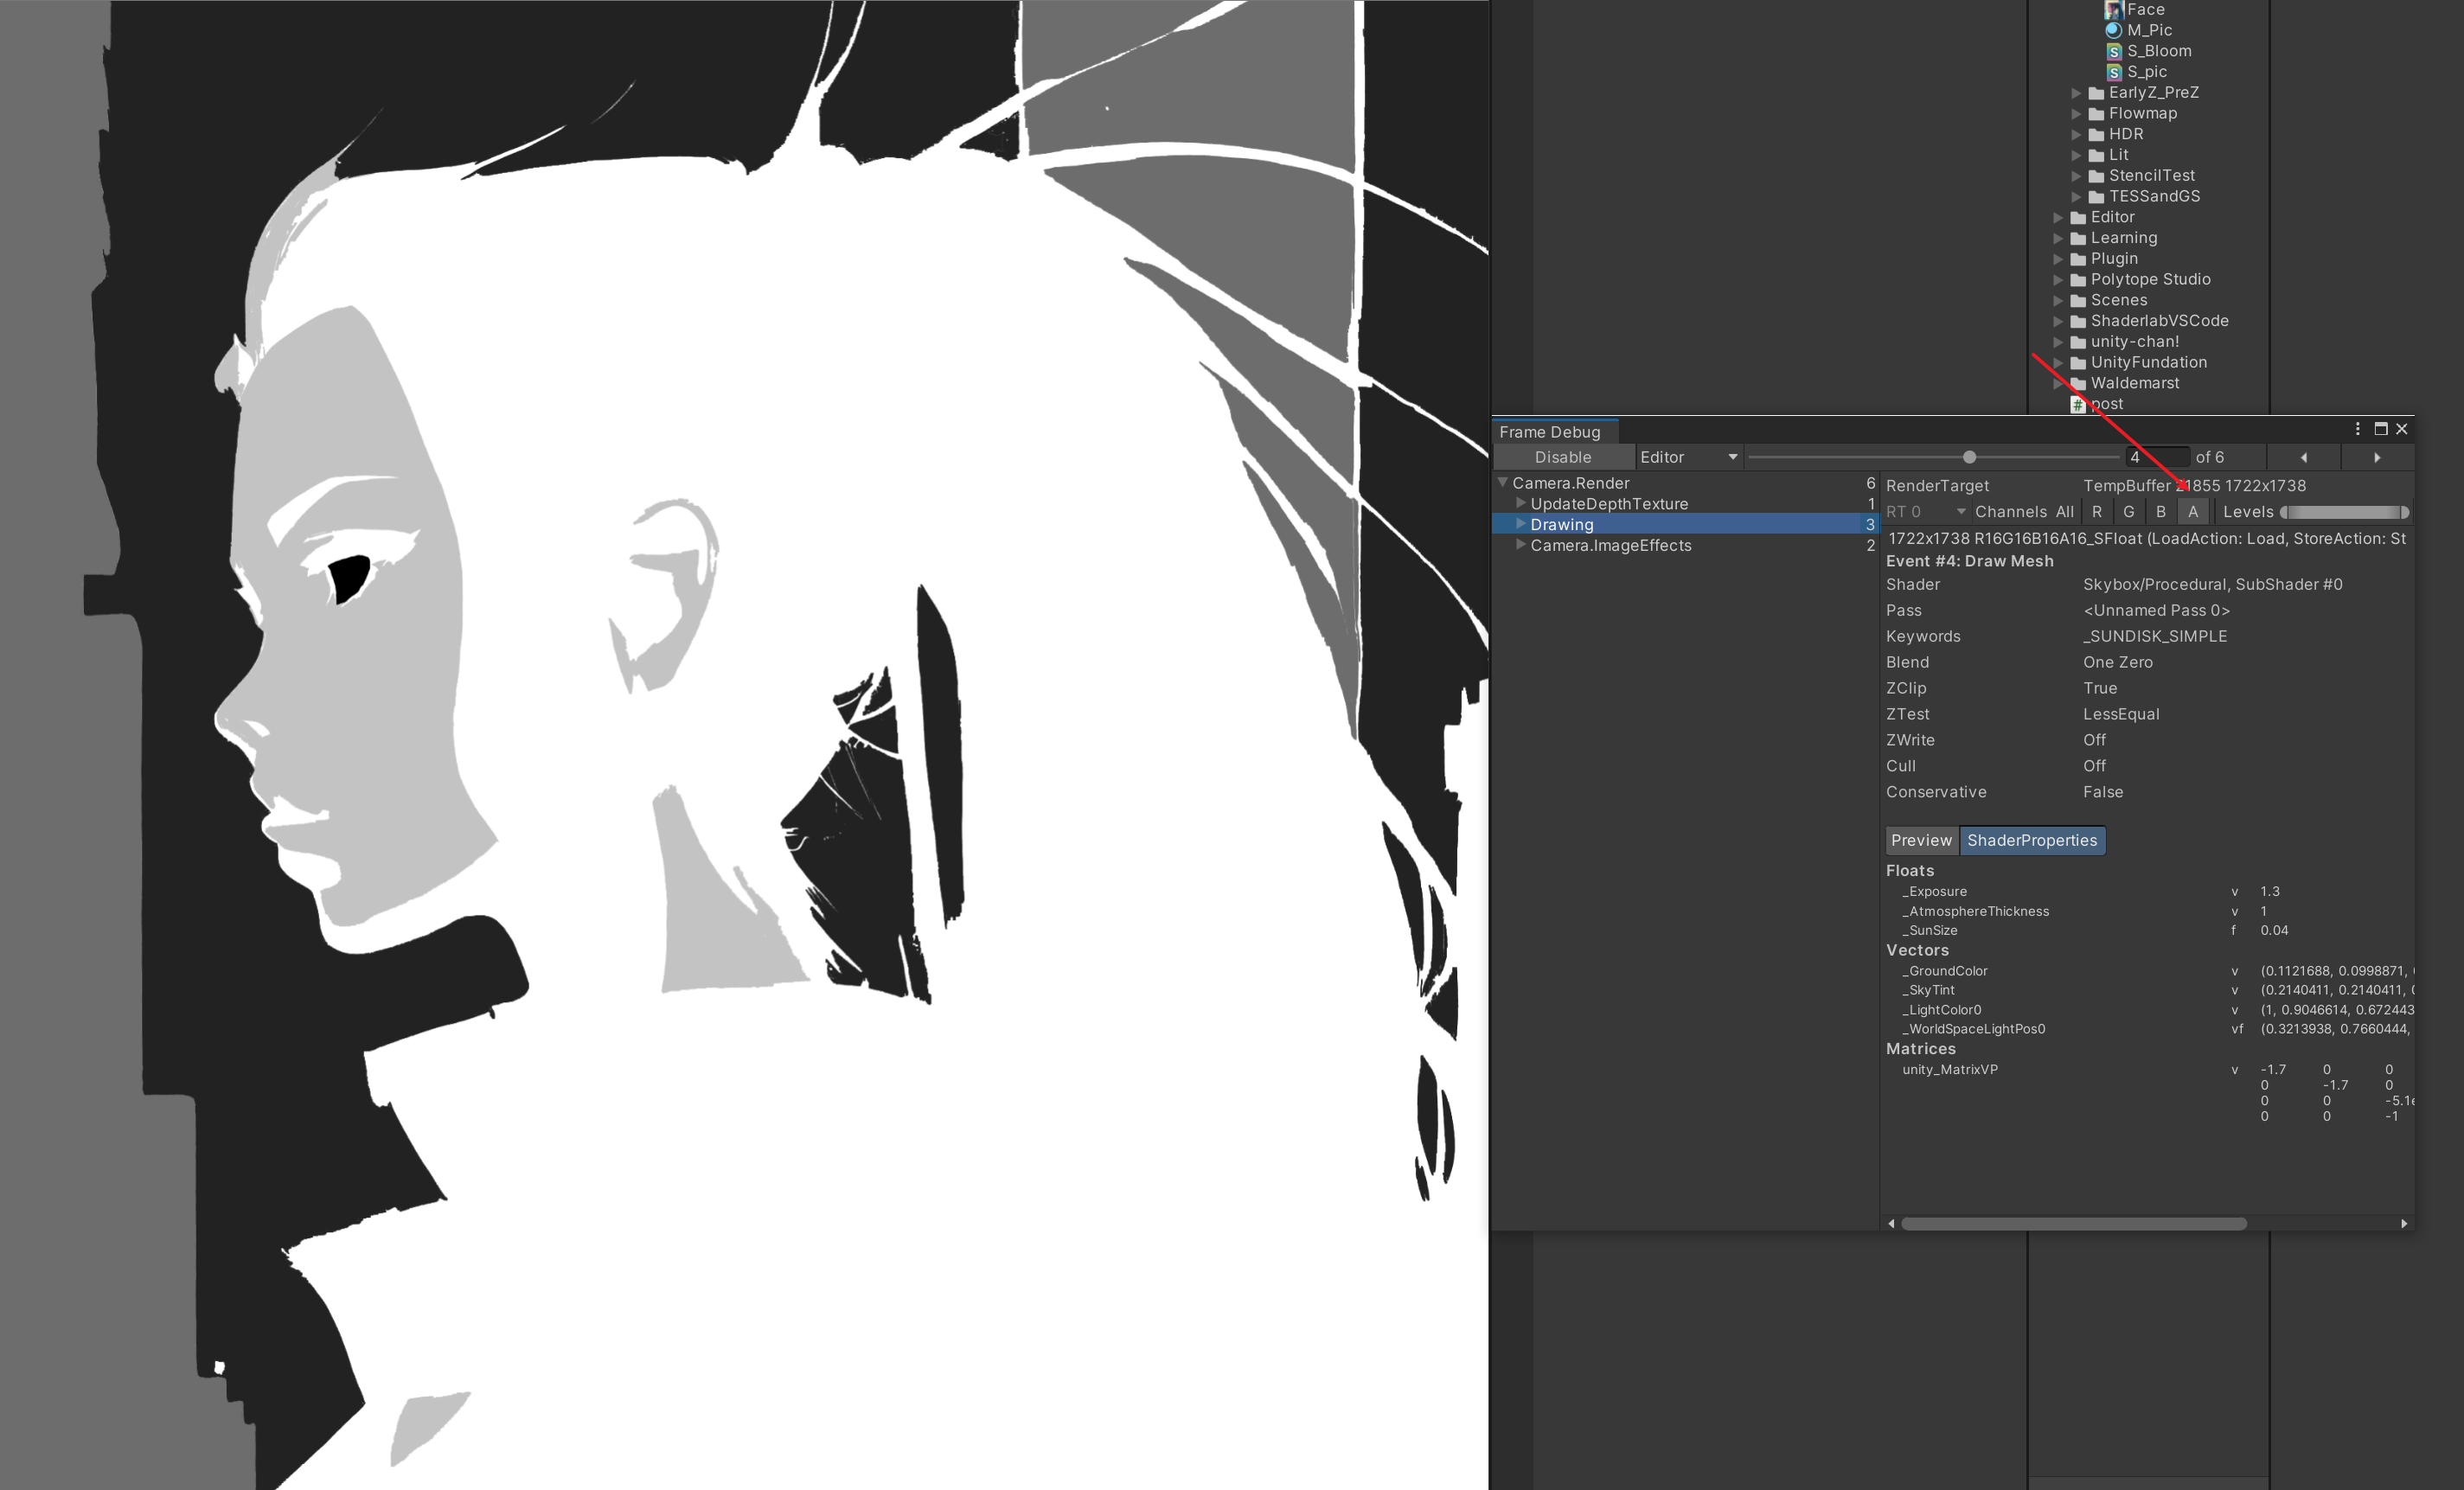 Face
M_Pic
S_Bloom
S_pic
EarlyZ_PreZ
Flowmap
HDR
Lit
StencilTest
TESSandGS
Editor
Learning
Plugin
Polytope Studio
Scenes
ShaderlabVSCode
unity-chan!
UnityFundation
Waldemarst
post
Frame Debug
Disable Editor 4 of 6
Camera.Render 6
UpdateDepthTexture 1
Drawing 3
Camera.ImageEffects 2
RenderTarget TempBuffer 21855 1722x1738
RT 0 Channels All R G B A Levels
1722x1738 R16G16B16A16_SFloat (LoadAction: Load, StoreAction: St
Event #4: Draw Mesh
Shader Skybox/Procedural, SubShader #0
Pass <Unnamed Pass 0>
Keywords _SUNDISK_SIMPLE
Blend One Zero
ZClip True
ZTest LessEqual
ZWrite Off
Cull Off
Conservative False
Preview ShaderProperties
Floats
_Exposure v 1.3
_AtmosphereThickness v 1
_SunSize f 0.04
Vectors
_GroundColor v (0.1121688, 0.0998871,
_SkyTint v (0.2140411, 0.2140411,
_LightColor0 v (1, 0.9046614, 0.672443
_WorldSpaceLightPos0 vf (0.3213938, 0.7660444,
Matrices
unity_MatrixVP v -1.7 0 0
0 -1.7 0
0 0 -5.1e
0 0 -1